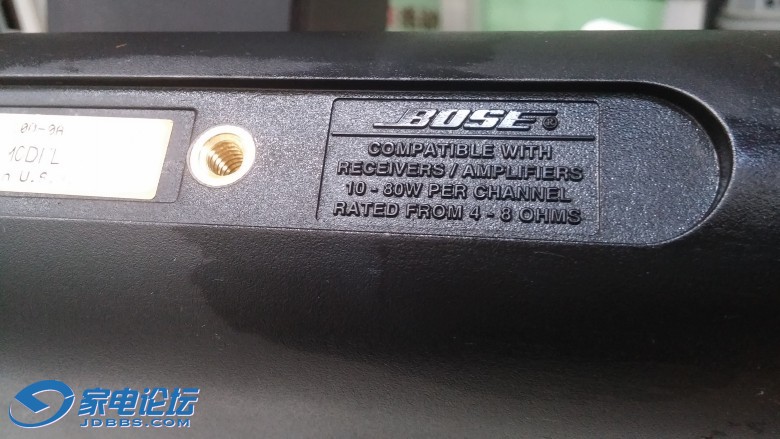 BOSE®
COMPATIBLE WITH
RECEIVERS / AMPLIFIERS
10 - 80W PER CHANNEL
RATED FROM 4 - 8 OHMS
家电论坛
JDBBS.COM